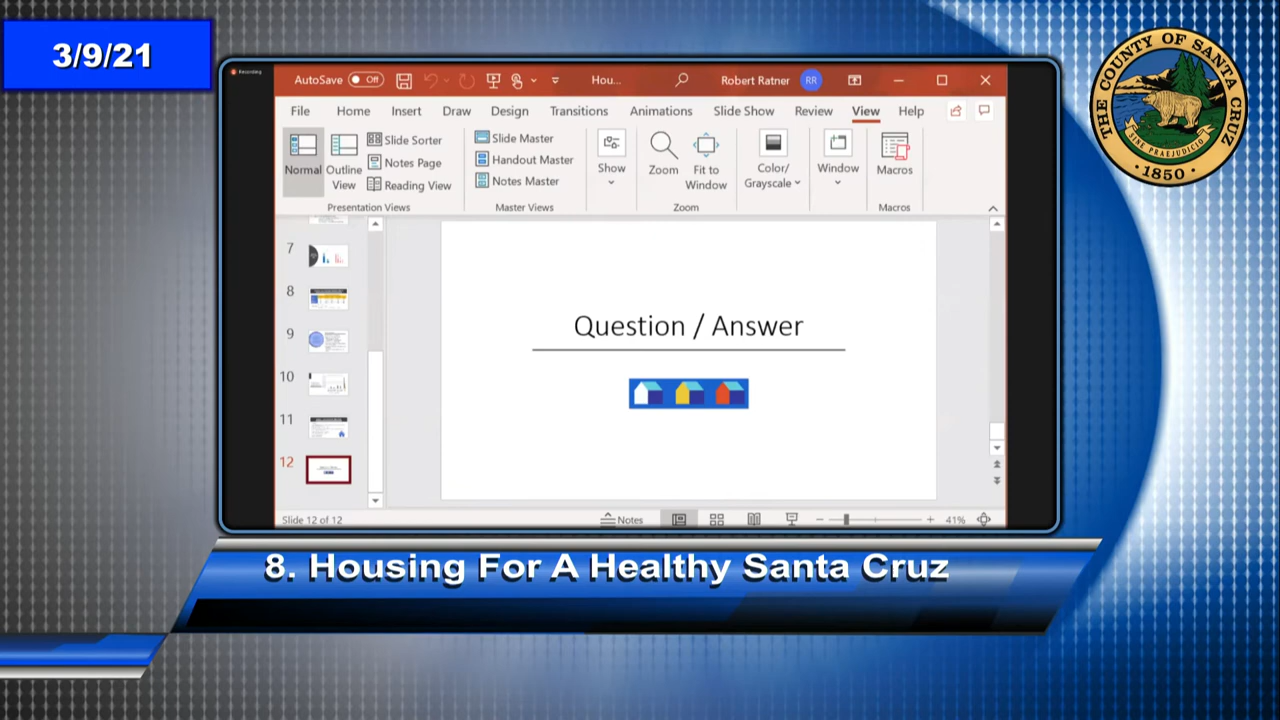 3/9/21
THE COUNTY OF SANTA CRUZ
SINE PRAEJUDICIO
• 1850 •
Recording
AutoSave Off Hou... Robert Ratner RR
File Home Insert Draw Design Transitions Animations Slide Show Review View Help
Normal
Outline View
Slide Sorter
Notes Page
Reading View
Presentation Views
Slide Master
Handout Master
Notes Master
Master Views
Show
Zoom
Fit to Window
Zoom
Color/ Grayscale
Window
Macros
Macros
7
8
9
10
11
12
Question / Answer
Slide 12 of 12 Notes 41%
8. Housing For A Healthy Santa Cruz